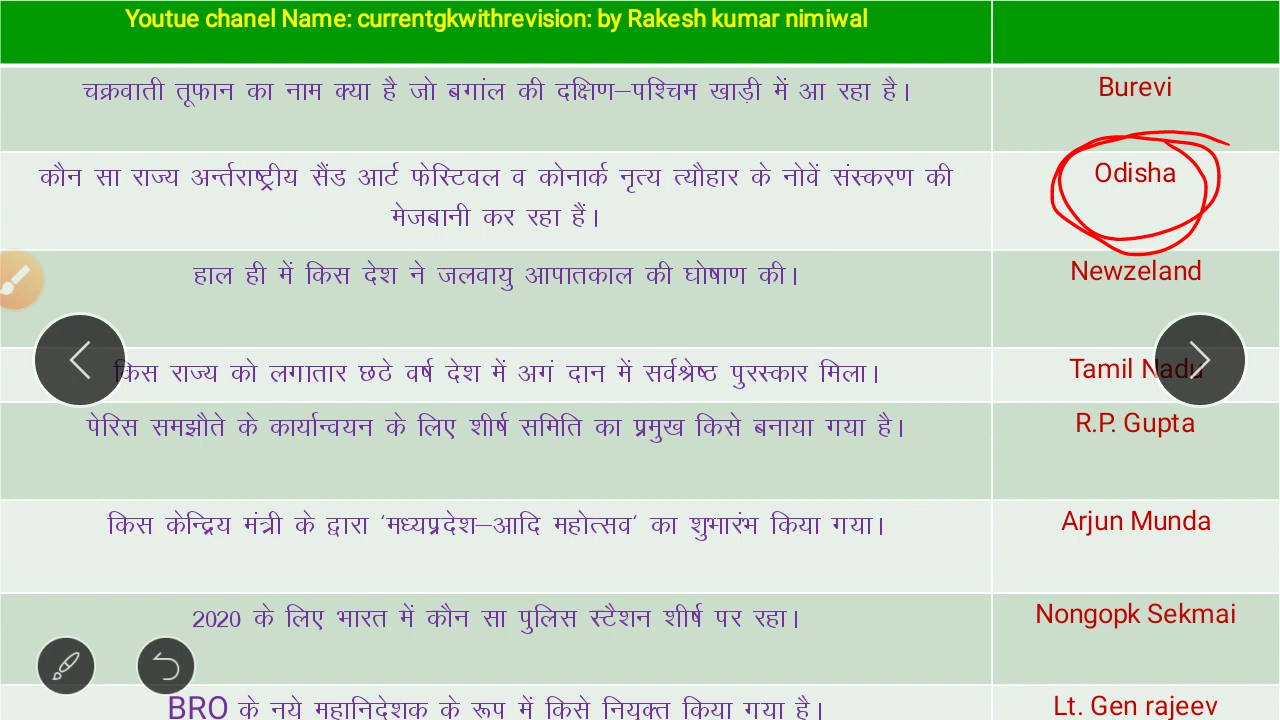 Youtue chanel Name: currentgkwithrevision: by Rakesh kumar nimiwal
चक्रवाती तूफान का नाम क्या है जो बगांल की दक्षिण–पश्चिम खाड़ी में आ रहा है।
Burevi
कौन सा राज्य अर्न्तराष्ट्रीय सैंड आर्ट फेस्टिवल व कोनार्क नृत्य त्यौहार के नोवें संस्करण की
मेजबानी कर रहा हैं।
Odisha
हाल ही में किस देश ने जलवायु आपातकाल की घोषाण की।
Newzeland
किस राज्य को लगातार छठे वर्ष देश में अगं दान में सर्वश्रेष्ठ पुरस्कार मिला।
Tamil Nadu
पेरिस समझौते के कार्यान्वयन के लिए शीर्ष समिति का प्रमुख किसे बनाया गया है।
R.P. Gupta
किस केन्द्रिय मंत्री के द्वारा ‘मध्यप्रदेश–आदि महोत्सव’ का शुभारंभ किया गया।
Arjun Munda
2020 के लिए भारत में कौन सा पुलिस स्टैशन शीर्ष पर रहा।
Nongopk Sekmai
BRO के नये महानिदेशक के रूप में किसे नियुक्त किया गया है।
Lt. Gen rajeev